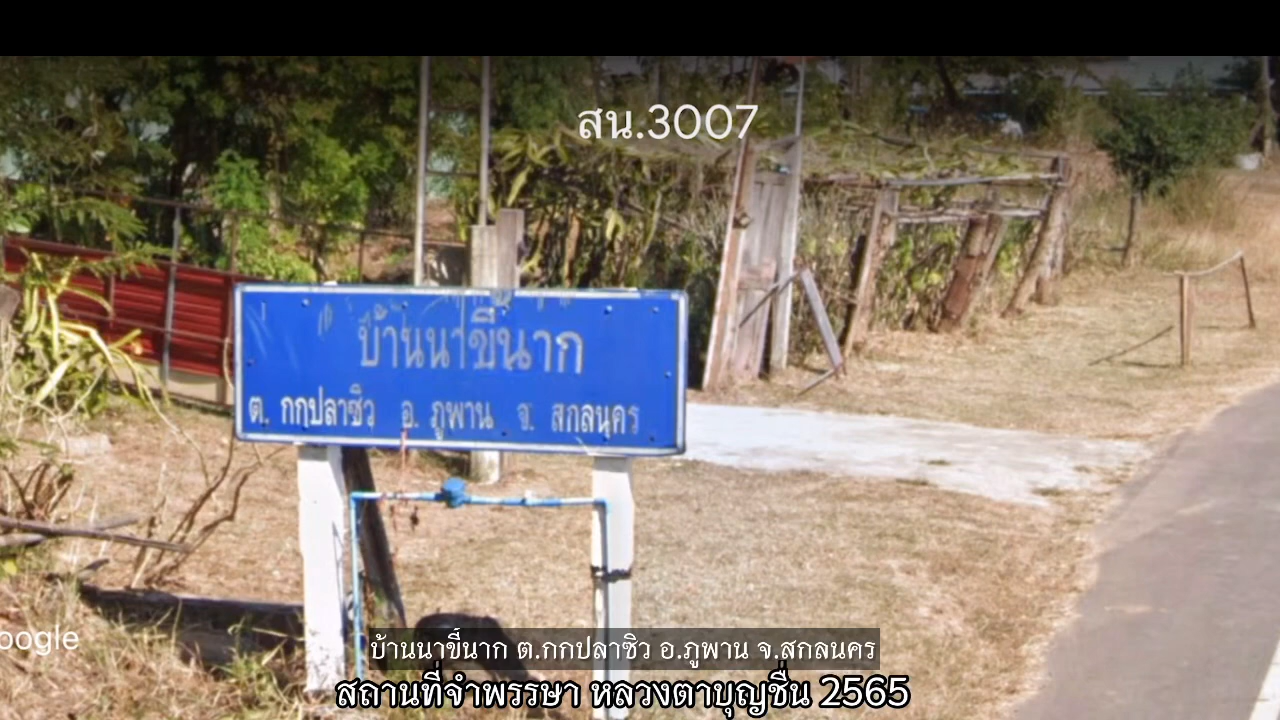 สน.3007
บ้านนาขี้นาก
ต. กกปลาซิว อ. ภูพาน จ. สกลนคร
oogle
บ้านนาขี้นาก ต.กกปลาซิว อ.ภูพาน จ.สกลนคร
สถานที่จำพรรษา หลวงตาบุญชื่น 2565